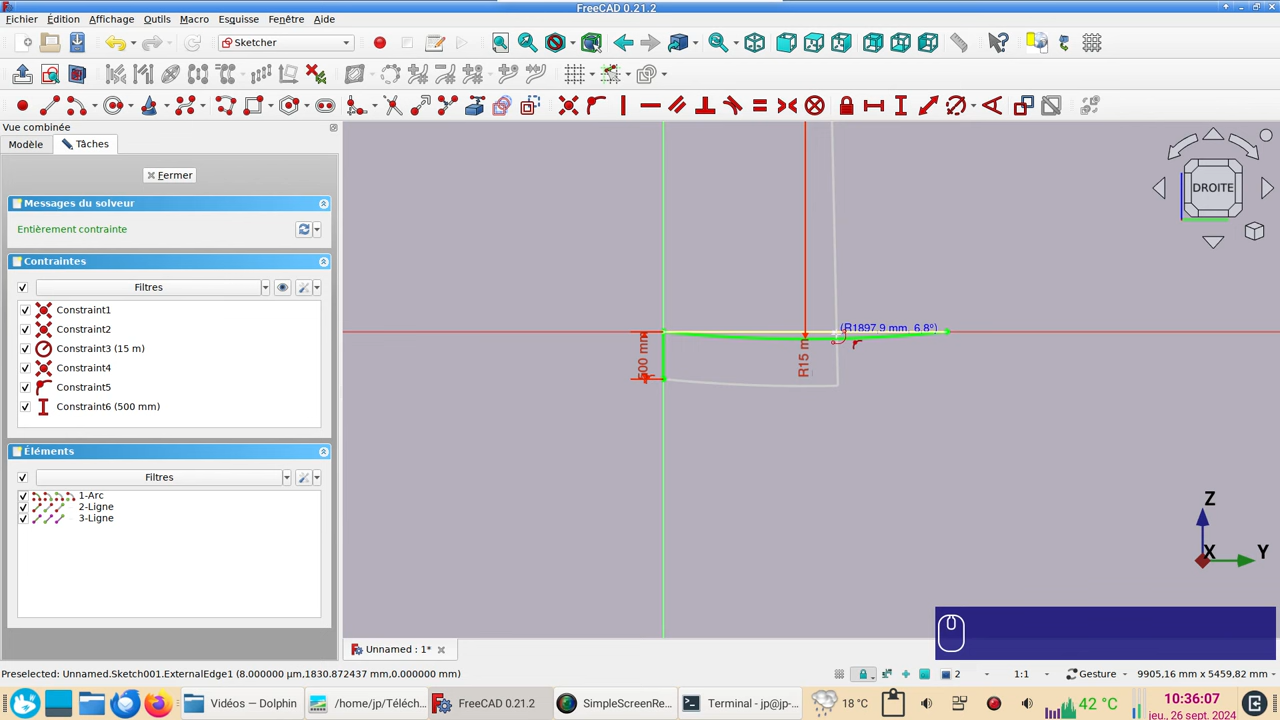 FreeCAD 0.21.2
Fichier Édition Affichage Outils Macro Esquisse Fenêtre Aide
Sketcher
Vue combinée
Modèle Tâches
Fermer
Messages du solveur
Entièrement contrainte
Contraintes
Filtres
Constraint1
Constraint2
Constraint3 (15 m)
Constraint4
Constraint5
Constraint6 (500 mm)
Éléments
Filtres
1-Arc
2-Ligne
3-Ligne
500 mm
R15 m
(R1897,9 mm, 6,8°)
DROITE
Z
X
Y
Unnamed : 1*
Preselected: Unnamed.Sketch001.ExternalEdge1 (8,000000 µm,1830,872437 mm,0,000000 mm)
2
1:1
Gesture
9905,16 mm x 5459,82 mm
Vidéos — Dolphin
/home/jp/Téléch
FreeCAD 0.21.2
SimpleScreenRe...
Terminal - jp@jp-...
18 °C
42 °C
10:36:07
jeu., 26 sept. 2024